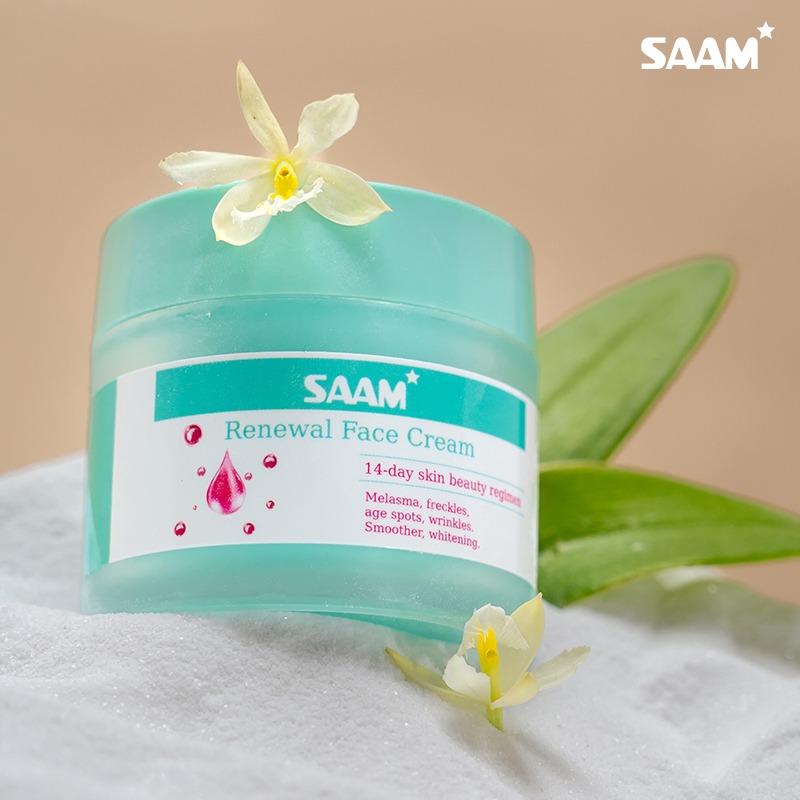 SAAM
SAAM
Renewal Face Cream
14-day skin beauty regimen
Melasma, freckles,
age spots, wrinkles.
Smoother, whitening.